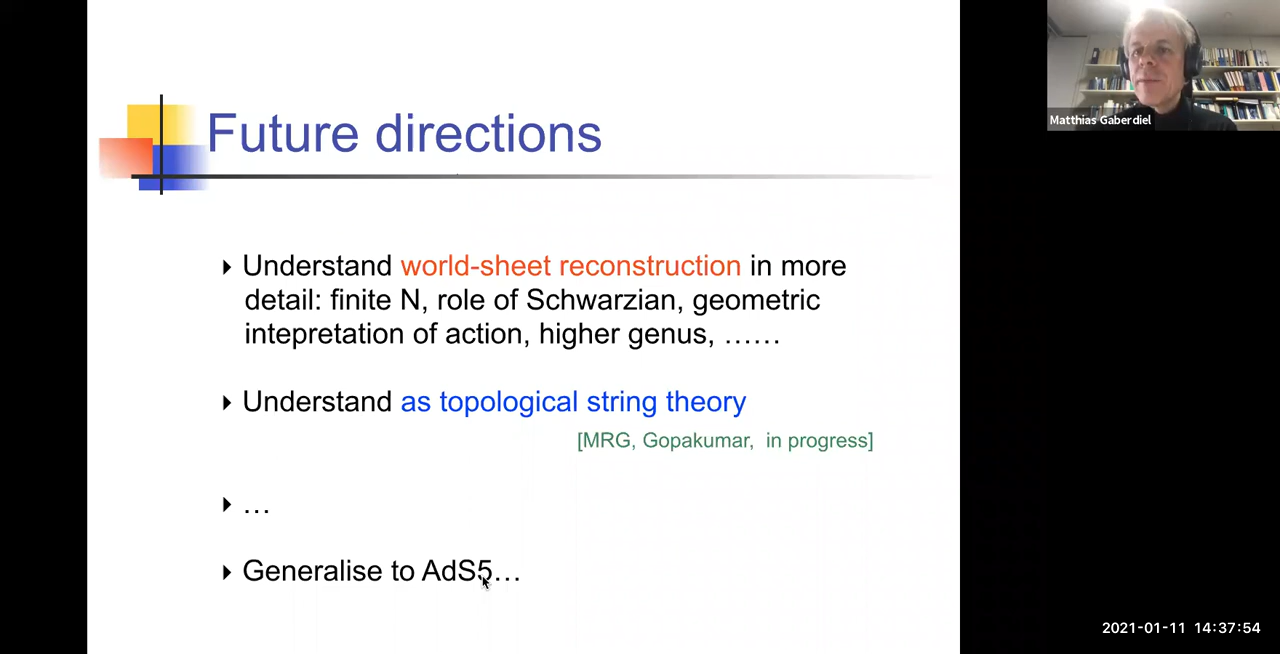 Future directions
Matthias Gaberdiel
Understand world-sheet reconstruction in more
detail: finite N, role of Schwarzian, geometric
intepretation of action, higher genus, ……
Understand as topological string theory
[MRG, Gopakumar, in progress]
…
Generalise to AdS5…
2021-01-11 14:37:54